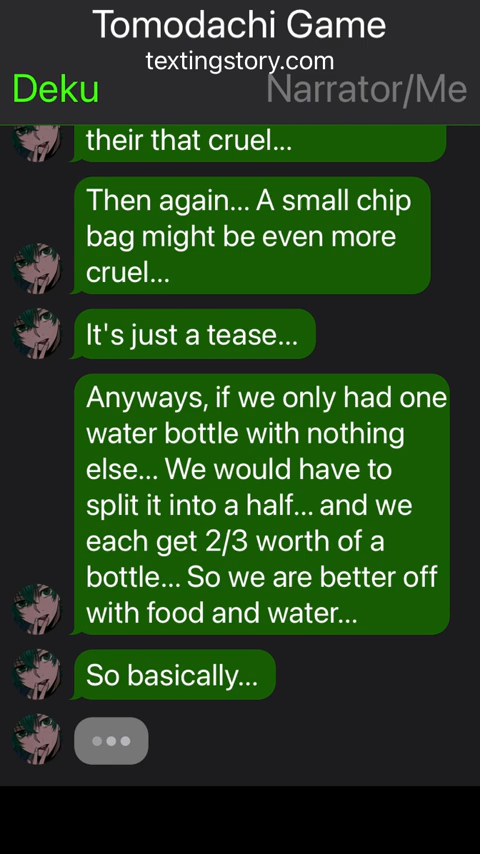 Tomodachi Game
textingstory.com
Deku
Narrator/Me
their that cruel...
Then again... A small chip
bag might be even more
cruel...
It's just a tease...
Anyways, if we only had one
water bottle with nothing
else... We would have to
split it into a half... and we
each get 2/3 worth of a
bottle... So we are better off
with food and water...
So basically...